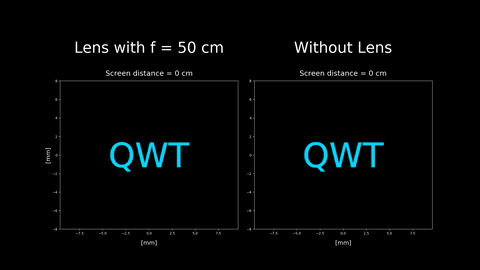 Lens with f = 50 cm
Without Lens
Screen distance = 0 cm
Screen distance = 0 cm
QWT
QWT
8
6
4
2
0
−2
−4
−6
−8
[mm]
−7.5 −5.0 −2.5 0.0 2.5 5.0 7.5
[mm]
8
6
4
2
0
−2
−4
−6
−8
−7.5 −5.0 −2.5 0.0 2.5 5.0 7.5
[mm]